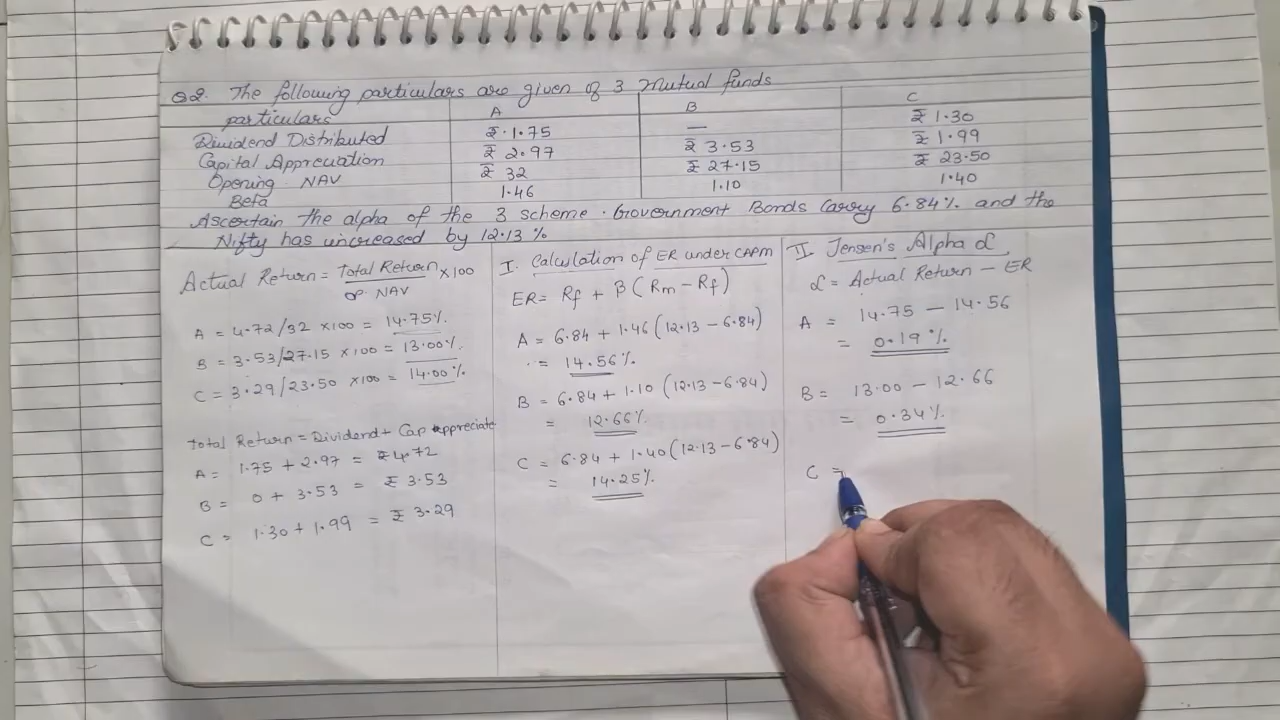 Q2. The following particulars are given of 3 mutual funds
particulars A B C
Dividend Distributed ₹.1.75 — ₹ 1.30
Capital Appreciation ₹ 2.97 ₹ 3.53 ₹ 1.99
Opening NAV ₹ 32 ₹ 27.15 ₹ 23.50
Beta 1.46 1.10 1.40
Ascertain the alpha of the 3 scheme. Government Bonds carry 6.84% and the
Nifty has increased by 12.13 %
Actual Return = Total Return x100
OP NAV
A = 4.72/32 x100 = 14.75%
B = 3.53/27.15 x100 = 13.00%
C = 3.29/23.50 x100 = 14.00%
Total Return = Dividend + Cap Appreciate
A = 1.75 + 2.97 = ₹4.72
B = 0 + 3.53 = ₹ 3.53
C = 1.30 + 1.99 = ₹ 3.29
I. Calculation of ER under CAPM
ER = Rf + β (Rm - Rf)
A = 6.84 + 1.46 (12.13 - 6.84)
= 14.56%
B = 6.84 + 1.10 (12.13 - 6.84)
= 12.66%
C = 6.84 + 1.40 (12.13 - 6.84)
= 14.25%
II Jensen's Alpha α
α = Actual Return - ER
A = 14.75 - 14.56
= 0.19%
B = 13.00 - 12.66
= 0.34%
C =